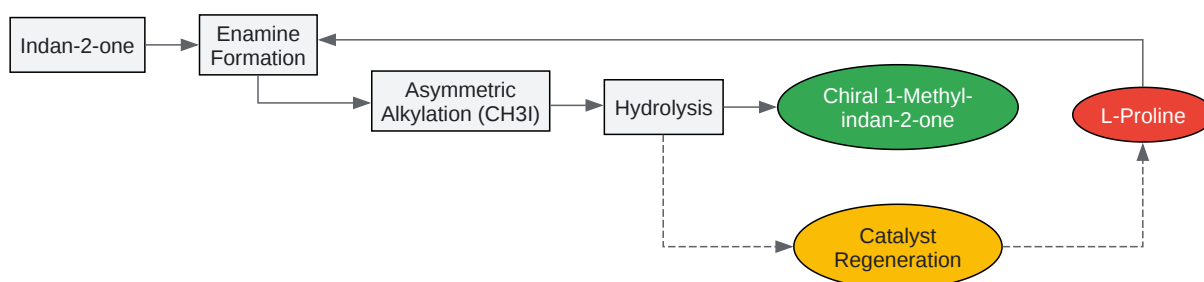 Indan-2-one
Enamine
Formation
Asymmetric
Alkylation (CH3I)
Hydrolysis
Chiral 1-Methyl-
indan-2-one
L-Proline
Catalyst
Regeneration